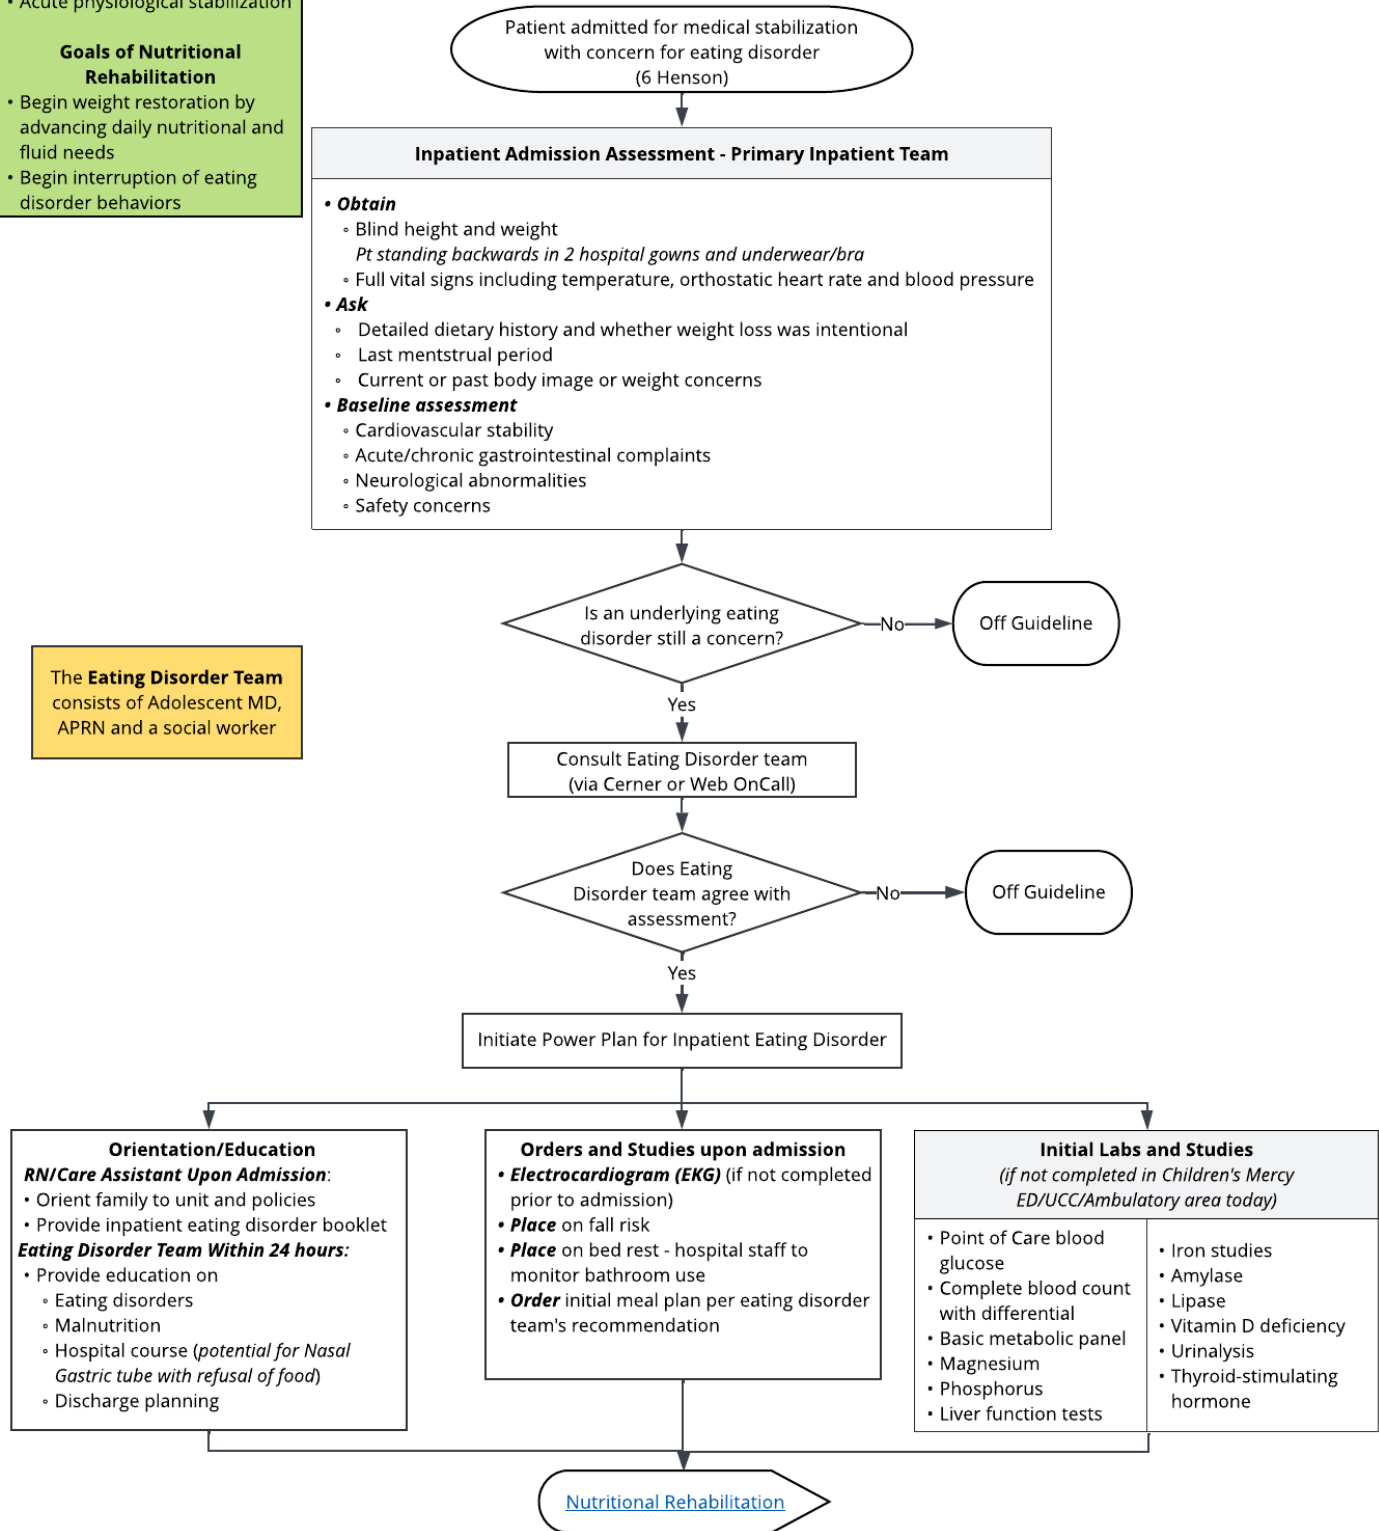 • Acute physiological stabilization
Goals of Nutritional
Rehabilitation
• Begin weight restoration by
advancing daily nutritional and
fluid needs
• Begin interruption of eating
disorder behaviors
Patient admitted for medical stabilization
with concern for eating disorder
(6 Henson)
Inpatient Admission Assessment - Primary Inpatient Team
• Obtain
◦ Blind height and weight
Pt standing backwards in 2 hospital gowns and underwear/bra
◦ Full vital signs including temperature, orthostatic heart rate and blood pressure
• Ask
◦ Detailed dietary history and whether weight loss was intentional
◦ Last mentstrual period
◦ Current or past body image or weight concerns
• Baseline assessment
◦ Cardiovascular stability
◦ Acute/chronic gastrointestinal complaints
◦ Neurological abnormalities
◦ Safety concerns
Is an underlying eating
disorder still a concern?
No
Off Guideline
Yes
The Eating Disorder Team
consists of Adolescent MD,
APRN and a social worker
Consult Eating Disorder team
(via Cerner or Web OnCall)
Does Eating
Disorder team agree with
assessment?
No
Off Guideline
Yes
Initiate Power Plan for Inpatient Eating Disorder
Orientation/Education
RN/Care Assistant Upon Admission:
• Orient family to unit and policies
• Provide inpatient eating disorder booklet
Eating Disorder Team Within 24 hours:
• Provide education on
◦ Eating disorders
◦ Malnutrition
◦ Hospital course (potential for Nasal
Gastric tube with refusal of food)
◦ Discharge planning
Orders and Studies upon admission
• Electrocardiogram (EKG) (if not completed
prior to admission)
• Place on fall risk
• Place on bed rest - hospital staff to
monitor bathroom use
• Order initial meal plan per eating disorder
team's recommendation
Initial Labs and Studies
(if not completed in Children's Mercy
ED/UCC/Ambulatory area today)
• Point of Care blood
glucose
• Complete blood count
with differential
• Basic metabolic panel
• Magnesium
• Phosphorus
• Liver function tests
• Iron studies
• Amylase
• Lipase
• Vitamin D deficiency
• Urinalysis
• Thyroid-stimulating
hormone
Nutritional Rehabilitation